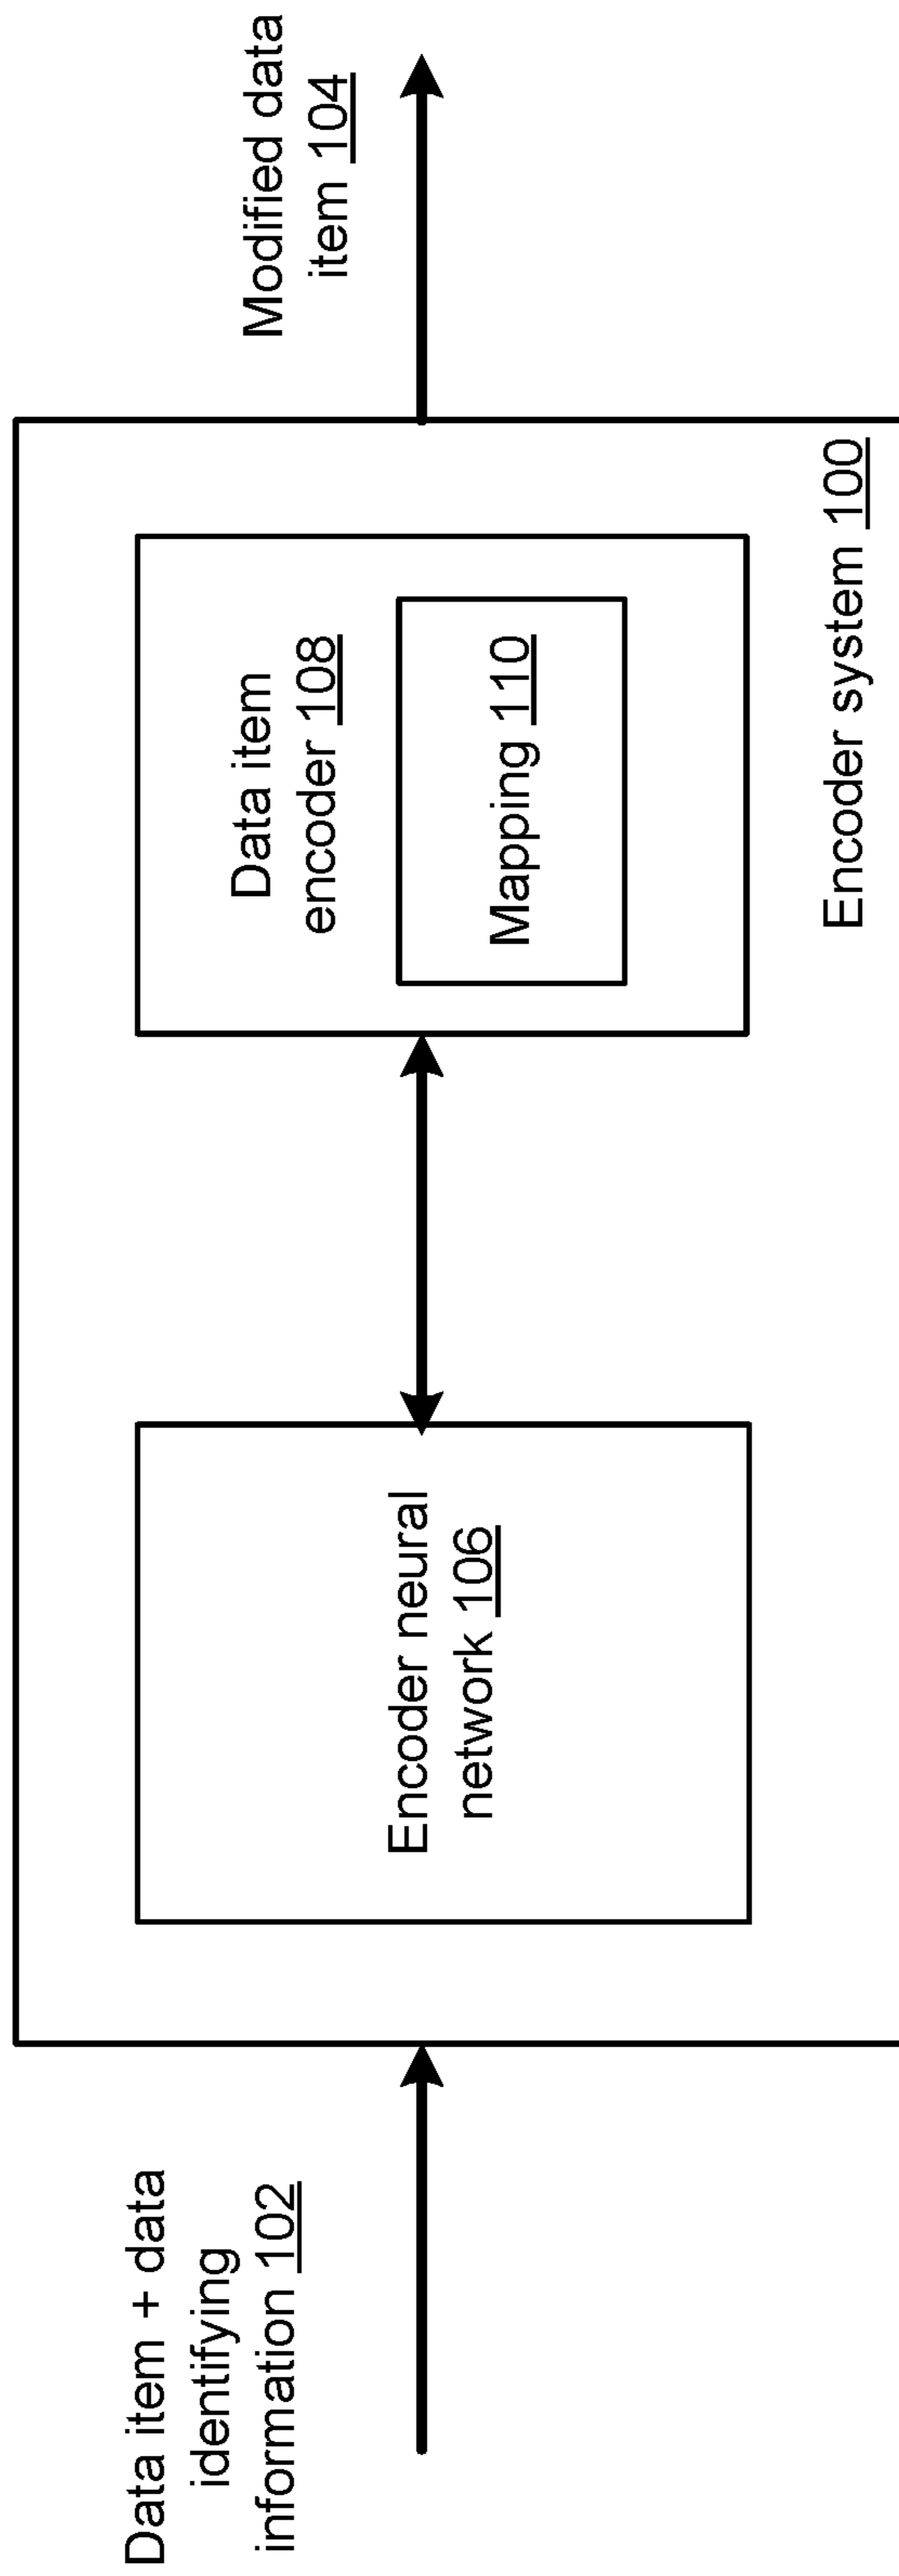 Data item + data
identifying
information 102
Encoder neural
network 106
Data item
encoder 108
Mapping 110
Encoder system 100
Modified data
item 104